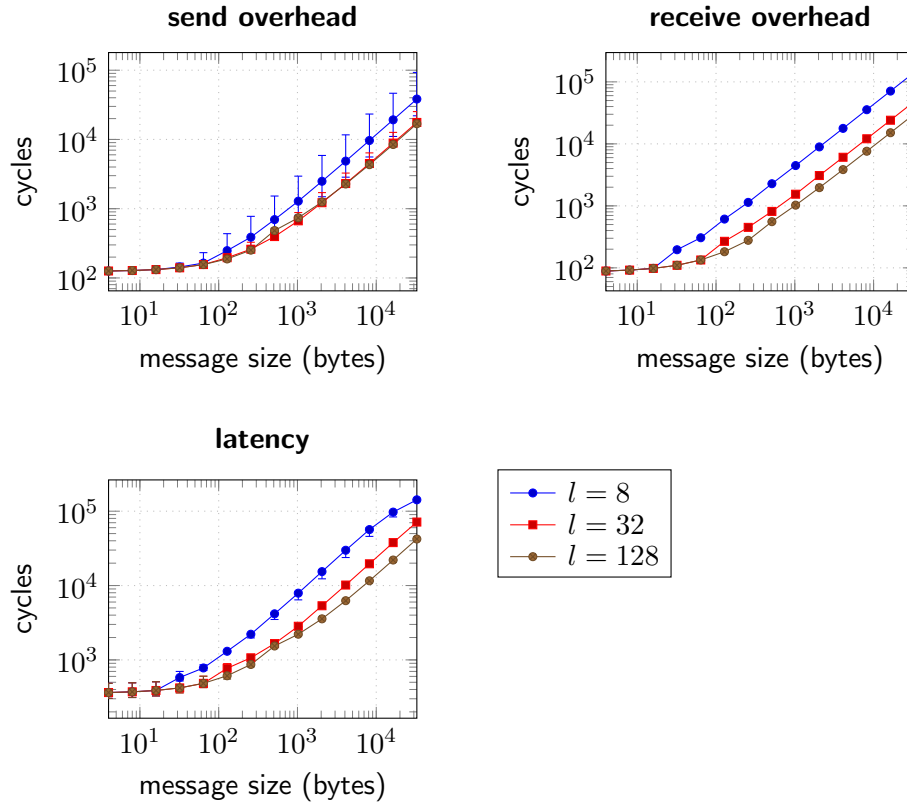 send overhead
10^5
10^4
10^3
10^2
cycles
10^1 10^2 10^3 10^4
message size (bytes)
receive overhead
10^5
10^4
10^3
10^2
cycles
10^1 10^2 10^3 10^4
message size (bytes)
latency
10^5
10^4
10^3
cycles
10^1 10^2 10^3 10^4
message size (bytes)
l = 8
l = 32
l = 128